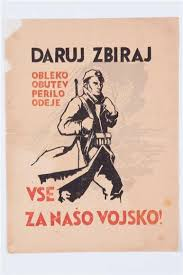 DARUJ ZBIRAJ
OBLEKO
OBUTEV
PERILO
ODEJE
VSE
ZA NAŠO VOJSKO!